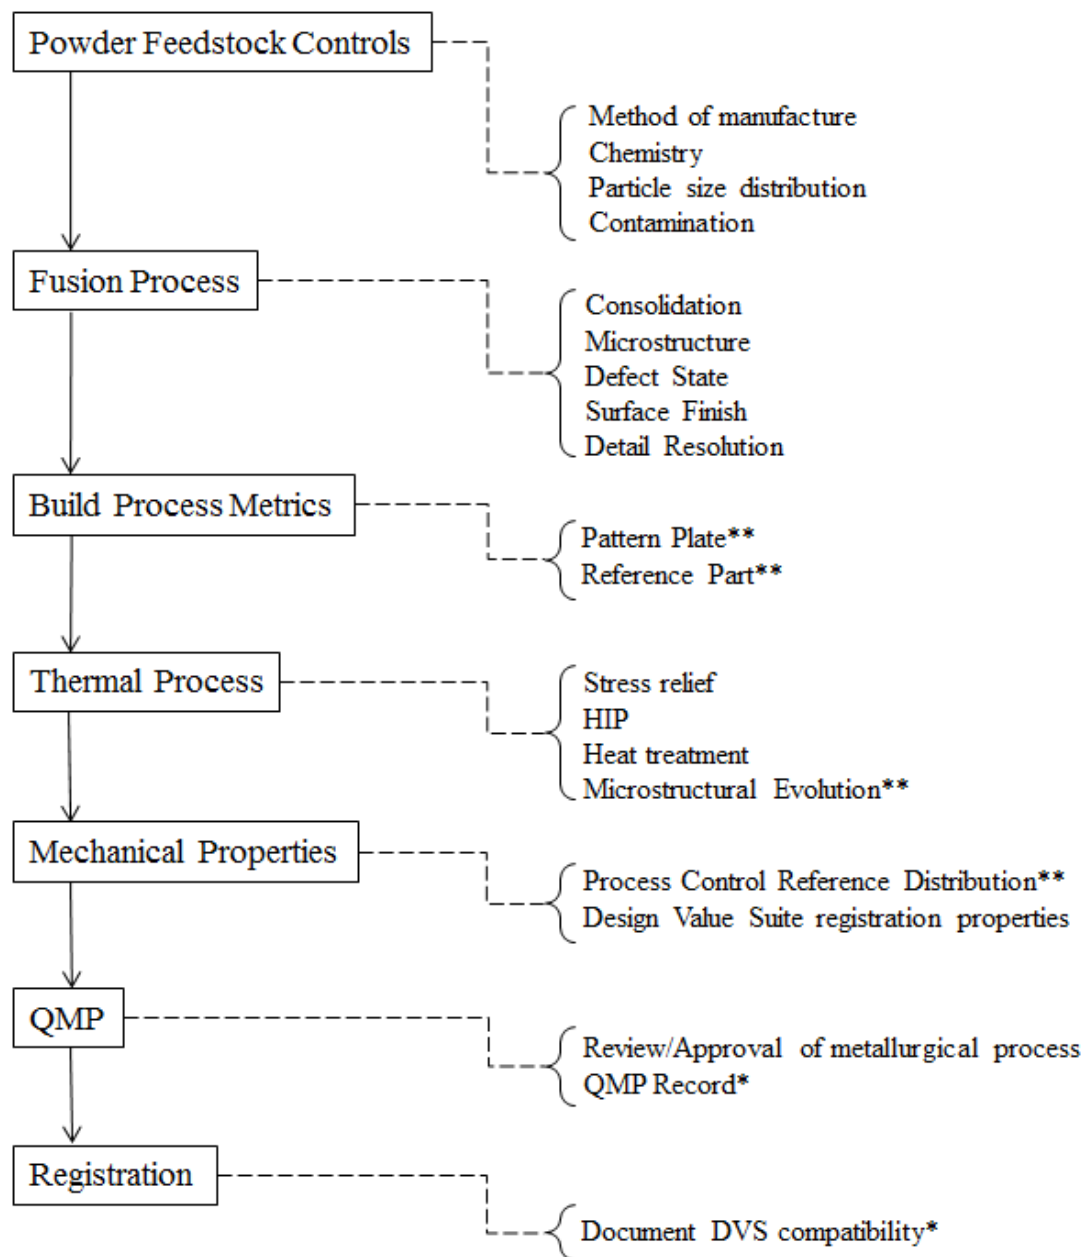 Powder Feedstock Controls
Method of manufacture
Chemistry
Particle size distribution
Contamination
Fusion Process
Consolidation
Microstructure
Defect State
Surface Finish
Detail Resolution
Build Process Metrics
Pattern Plate**
Reference Part**
Thermal Process
Stress relief
HIP
Heat treatment
Microstructural Evolution**
Mechanical Properties
Process Control Reference Distribution**
Design Value Suite registration properties
QMP
Review/Approval of metallurgical process
QMP Record*
Registration
Document DVS compatibility*